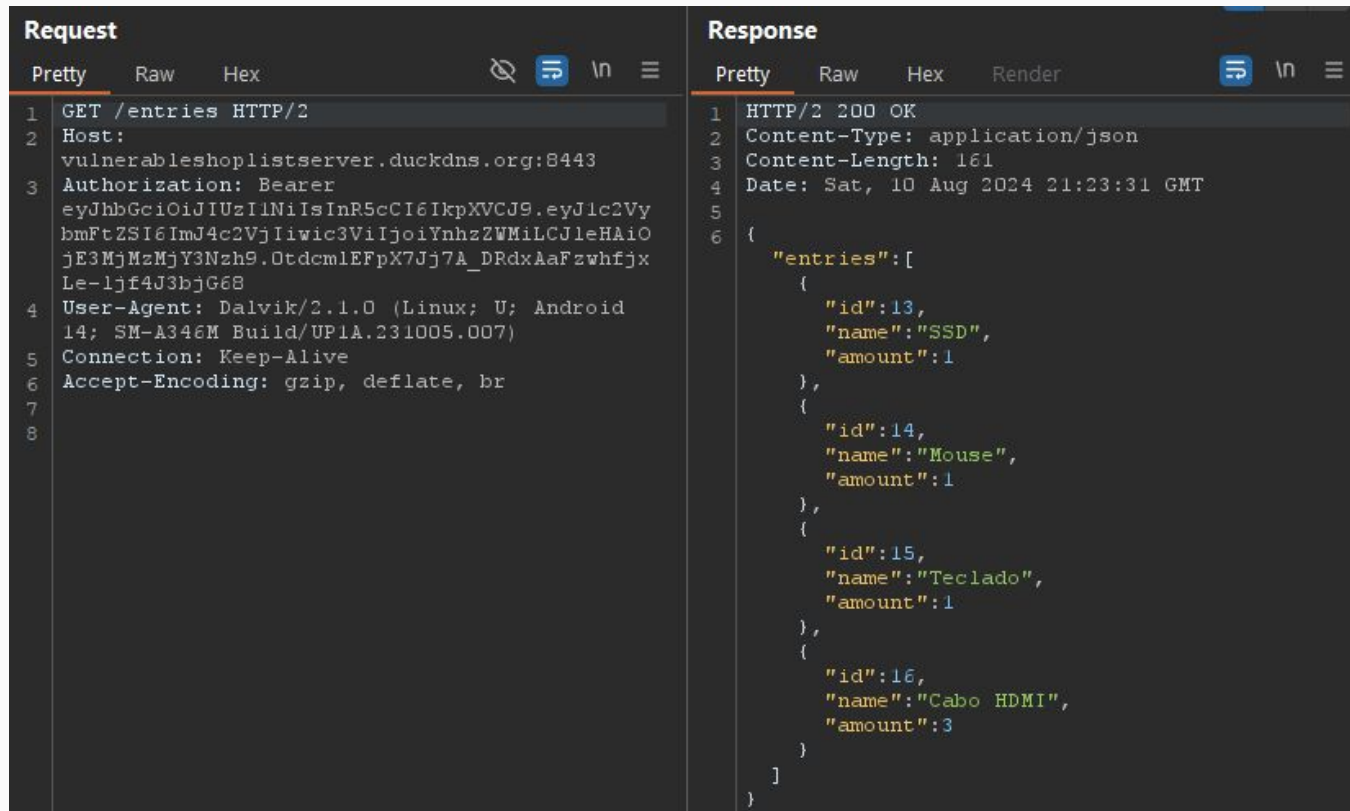 Request
Pretty Raw Hex \n
1 GET /entries HTTP/2
2 Host:
vulnerableshoplistserver.duckdns.org:8443
3 Authorization: Bearer
eyJhbGciOiJIUzI1NiIsInR5cCI6IkpXVCJ9.eyJ1c2Vy
bmFtZSI6ImJ4c2VjIiwic3ViIjoiYnhzZWMiLCJleHAiO
jE3MjMzMjY3Nzh9.OtdcmlEFpX7Jj7A_DRdxAaFzwhfjx
Le-ljf4J3bjG68
4 User-Agent: Dalvik/2.1.0 (Linux; U; Android
14; SM-A346M Build/UP1A.231005.007)
5 Connection: Keep-Alive
6 Accept-Encoding: gzip, deflate, br
7
8
Response
Pretty Raw Hex Render \n
1 HTTP/2 200 OK
2 Content-Type: application/json
3 Content-Length: 161
4 Date: Sat, 10 Aug 2024 21:23:31 GMT
5
6 {
"entries":[
{
"id":13,
"name":"SSD",
"amount":1
},
{
"id":14,
"name":"Mouse",
"amount":1
},
{
"id":15,
"name":"Teclado",
"amount":1
},
{
"id":16,
"name":"Cabo HDMI",
"amount":3
}
]
}